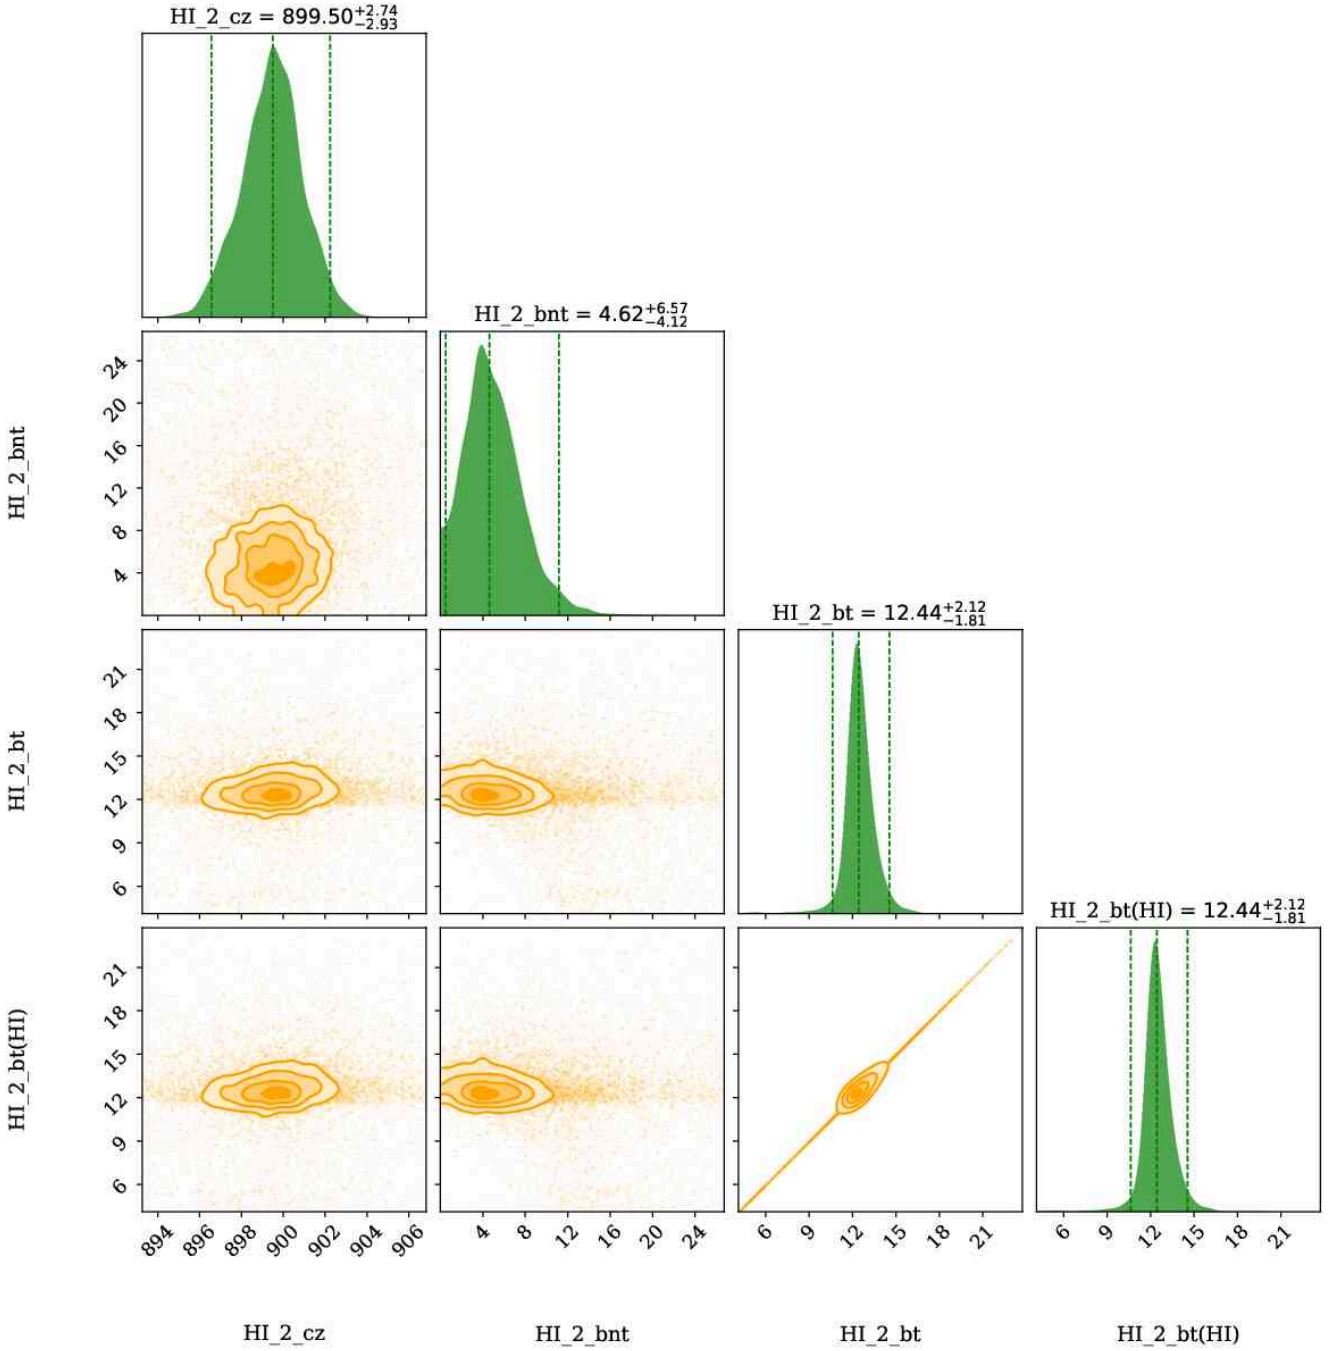 HI_2_cz = 899.50+2.74−2.93
HI_2_bnt = 4.62+6.57−4.12
24
20
16
12
8
4
HI_2_bnt
HI_2_bt = 12.44+2.12−1.81
21
18
15
12
9
6
HI_2_bt
HI_2_bt(HI) = 12.44+2.12−1.81
21
18
15
12
9
6
HI_2_bt(HI)
894 896 898 900 902 904 906 4 8 12 16 20 24 6 9 12 15 18 21 6 9 12 15 18 21
HI_2_cz HI_2_bnt HI_2_bt HI_2_bt(HI)